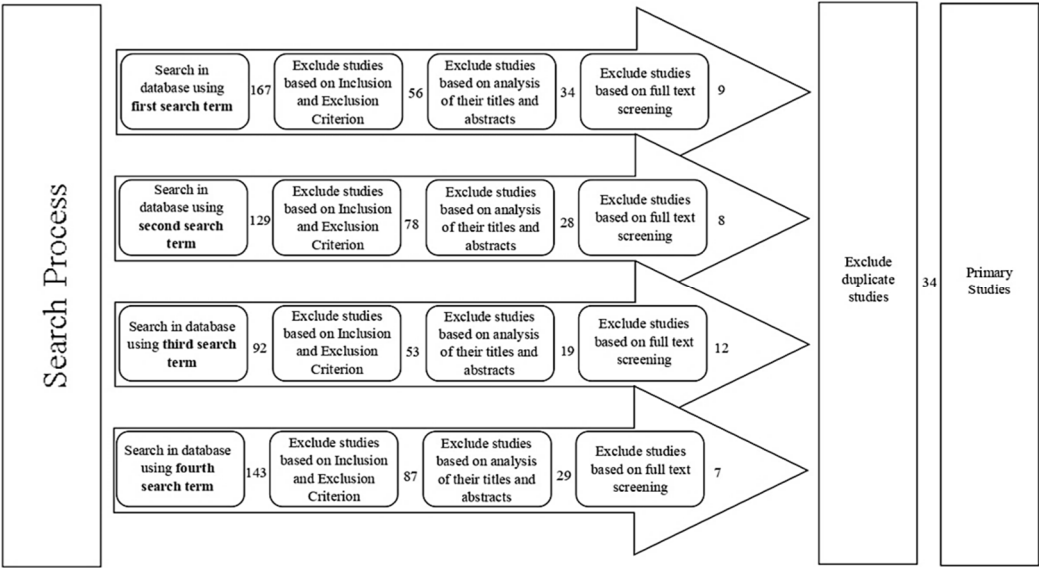 Search Process
Search in
database using
first search term
167
Exclude studies
based on Inclusion
and Exclusion
Criterion
56
Exclude studies
based on analysis
of their titles and
abstracts
34
Exclude studies
based on full text
screening
9
Search in
database using
second search
term
129
Exclude studies
based on Inclusion
and Exclusion
Criterion
78
Exclude studies
based on analysis
of their titles and
abstracts
28
Exclude studies
based on full text
screening
8
Search in database
using third search
term
92
Exclude studies
based on Inclusion
and Exclusion
Criterion
53
Exclude studies
based on analysis
of their titles and
abstracts
19
Exclude studies
based on full text
screening
12
Search in database
using fourth
search term
143
Exclude studies
based on Inclusion
and Exclusion
Criterion
87
Exclude studies
based on analysis
of their titles and
abstracts
29
Exclude studies
based on full text
screening
7
Exclude
duplicate
studies
34
Primary
Studies